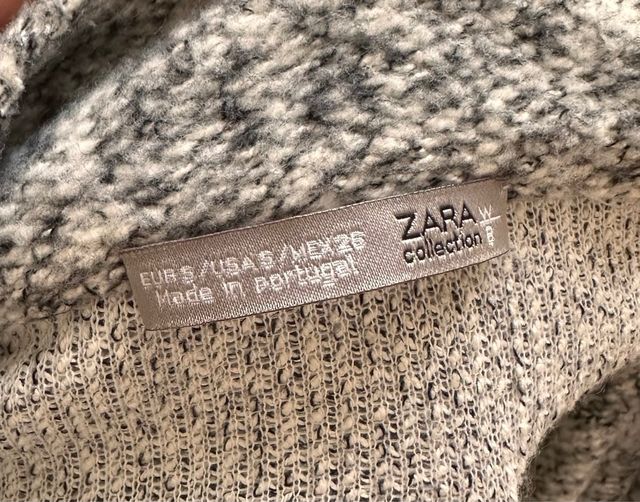 ZARA W
collection B
EUR S / USA S / MEX 26
Made in Portugal